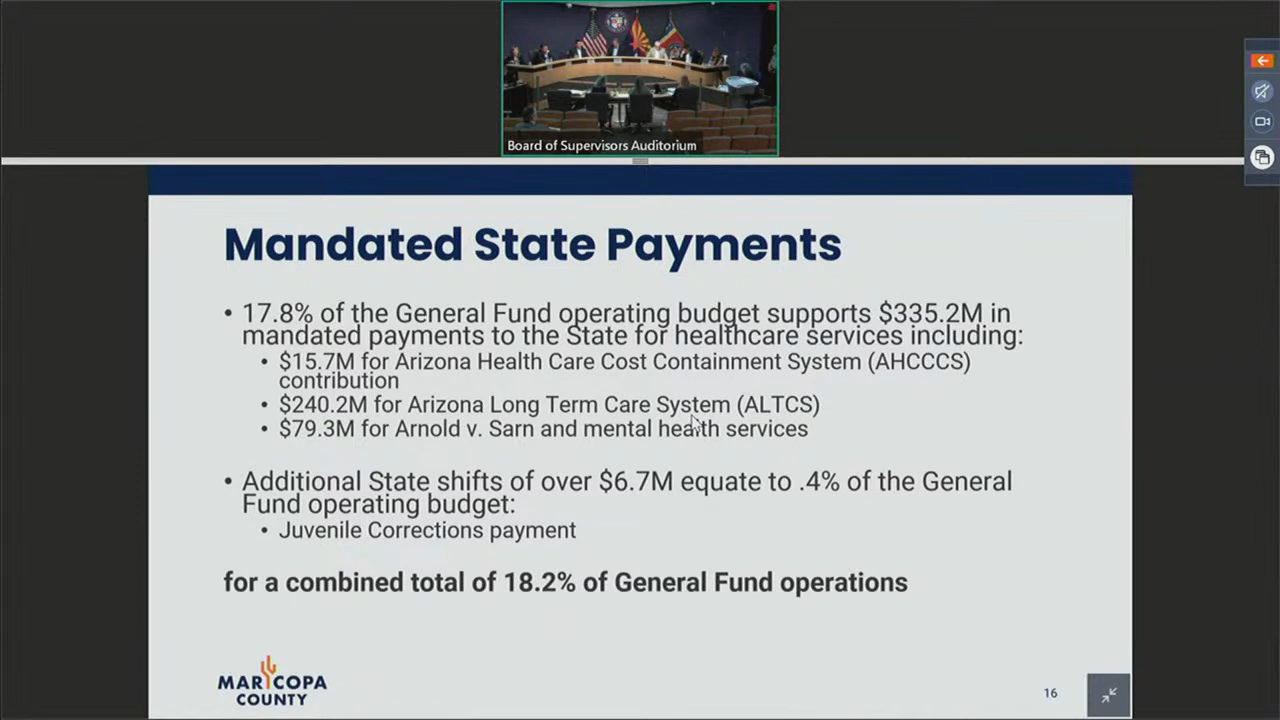 Board of Supervisors Auditorium
Mandated State Payments
• 17.8% of the General Fund operating budget supports $335.2M in
mandated payments to the State for healthcare services including:
• $15.7M for Arizona Health Care Cost Containment System (AHCCCS)
contribution
• $240.2M for Arizona Long Term Care System (ALTCS)
• $79.3M for Arnold v. Sarn and mental health services
• Additional State shifts of over $6.7M equate to .4% of the General
Fund operating budget:
• Juvenile Corrections payment
for a combined total of 18.2% of General Fund operations
MARICOPA
COUNTY
16